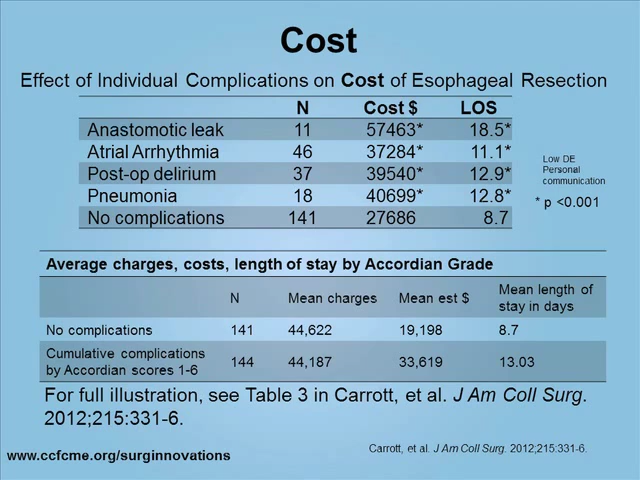 Cost
Effect of Individual Complications on Cost of Esophageal Resection
N Cost $ LOS
Anastomotic leak 11 57463* 18.5*
Atrial Arrhythmia 46 37284* 11.1*
Post-op delirium 37 39540* 12.9*
Pneumonia 18 40699* 12.8*
No complications 141 27686 8.7
Low DE
Personal
communication
* p <0.001
Average charges, costs, length of stay by Accordian Grade
N Mean charges Mean est $ Mean length of
stay in days
No complications 141 44,622 19,198 8.7
Cumulative complications
by Accordian scores 1-6 144 44,187 33,619 13.03
For full illustration, see Table 3 in Carrott, et al. J Am Coll Surg.
2012;215:331-6.
Carrott, et al. J Am Coll Surg. 2012;215:331-6.
www.ccfcme.org/surginnovations